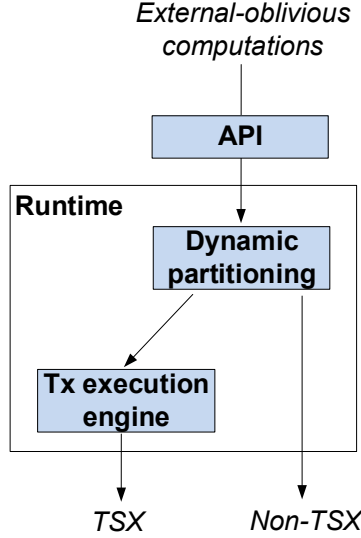 External-oblivious
computations
API
Runtime
Dynamic
partitioning
Tx execution
engine
TSX
Non-TSX